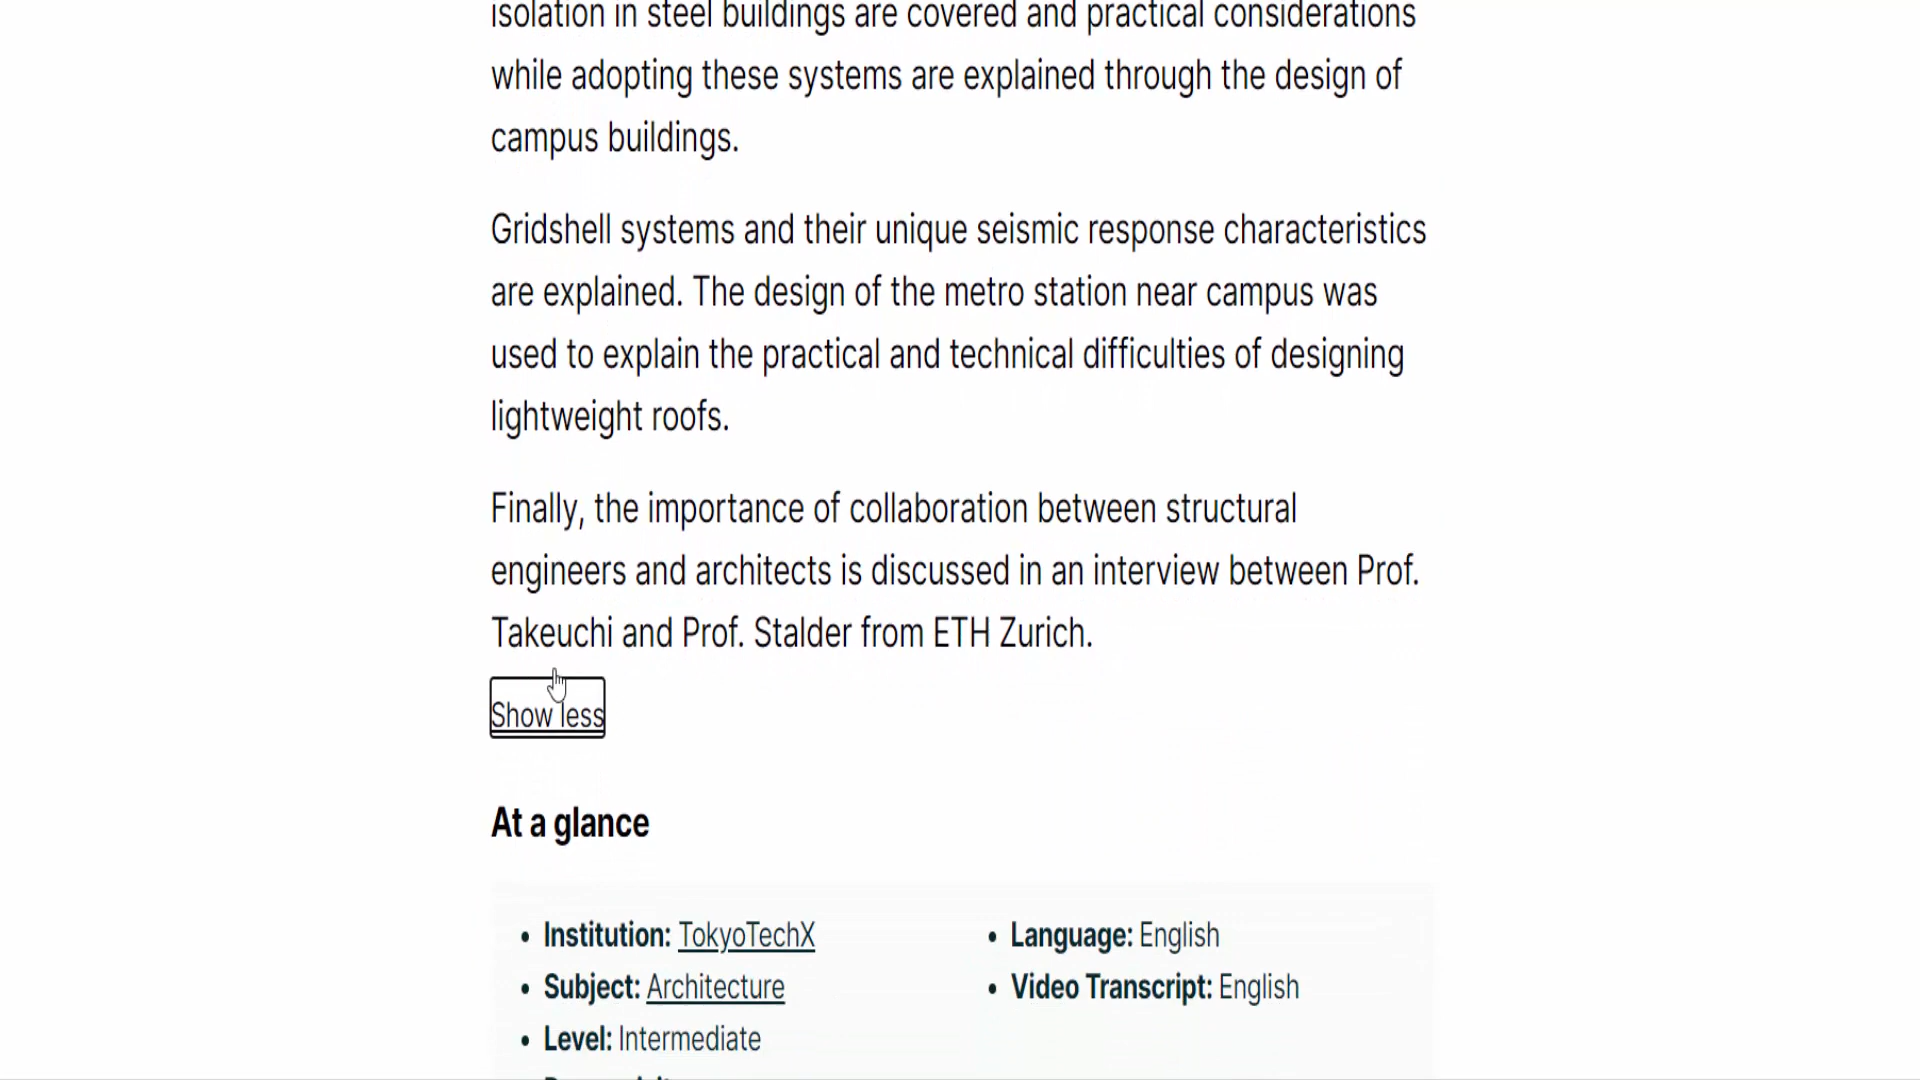 isolation in steel buildings are covered and practical considerations
while adopting these systems are explained through the design of
campus buildings.
Gridshell systems and their unique seismic response characteristics
are explained. The design of the metro station near campus was
used to explain the practical and technical difficulties of designing
lightweight roofs.
Finally, the importance of collaboration between structural
engineers and architects is discussed in an interview between Prof.
Takeuchi and Prof. Stalder from ETH Zurich.
Show less
At a glance
• Institution: TokyoTechX
• Subject: Architecture
• Level: Intermediate
• Language: English
• Video Transcript: English